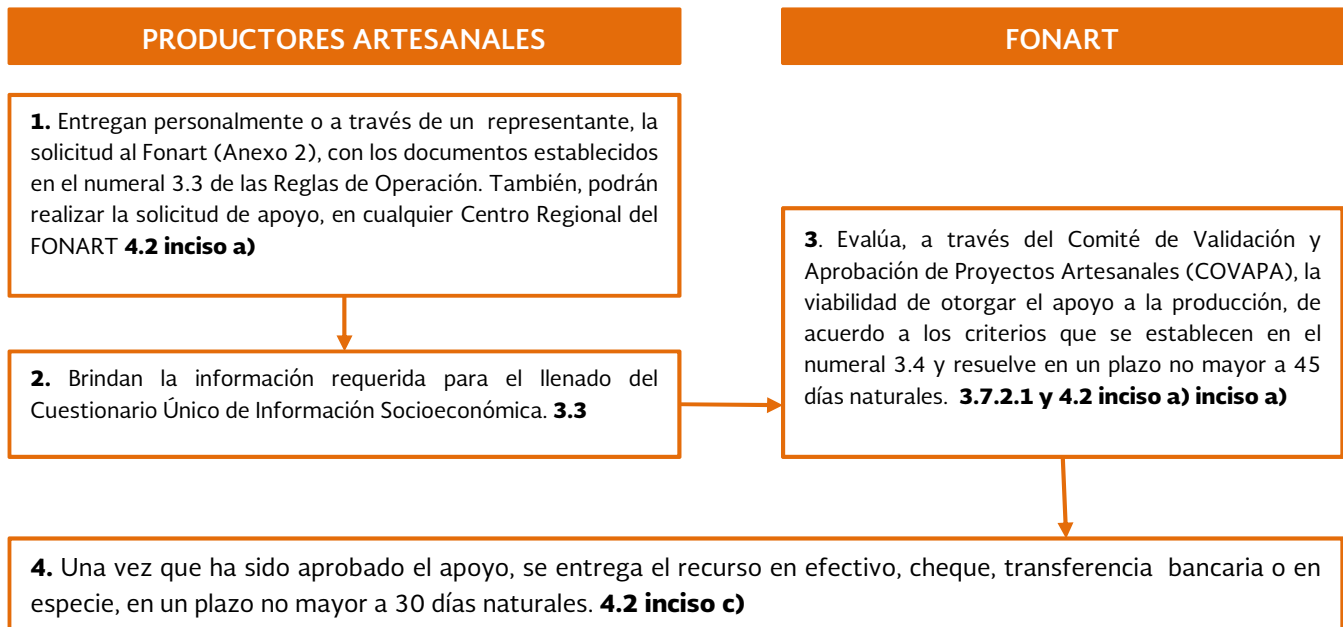 PRODUCTORES ARTESANALES
FONART
1. Entregan personalmente o a través de un representante, la
solicitud al Fonart (Anexo 2), con los documentos establecidos
en el numeral 3.3 de las Reglas de Operación. También, podrán
realizar la solicitud de apoyo, en cualquier Centro Regional del
FONART 4.2 inciso a)
2. Brindan la información requerida para el llenado del
Cuestionario Único de Información Socioeconómica. 3.3
3. Evalúa, a través del Comité de Validación y
Aprobación de Proyectos Artesanales (COVAPA), la
viabilidad de otorgar el apoyo a la producción, de
acuerdo a los criterios que se establecen en el
numeral 3.4 y resuelve en un plazo no mayor a 45
días naturales. 3.7.2.1 y 4.2 inciso a) inciso a)
4. Una vez que ha sido aprobado el apoyo, se entrega el recurso en efectivo, cheque, transferencia bancaria o en
especie, en un plazo no mayor a 30 días naturales. 4.2 inciso c)